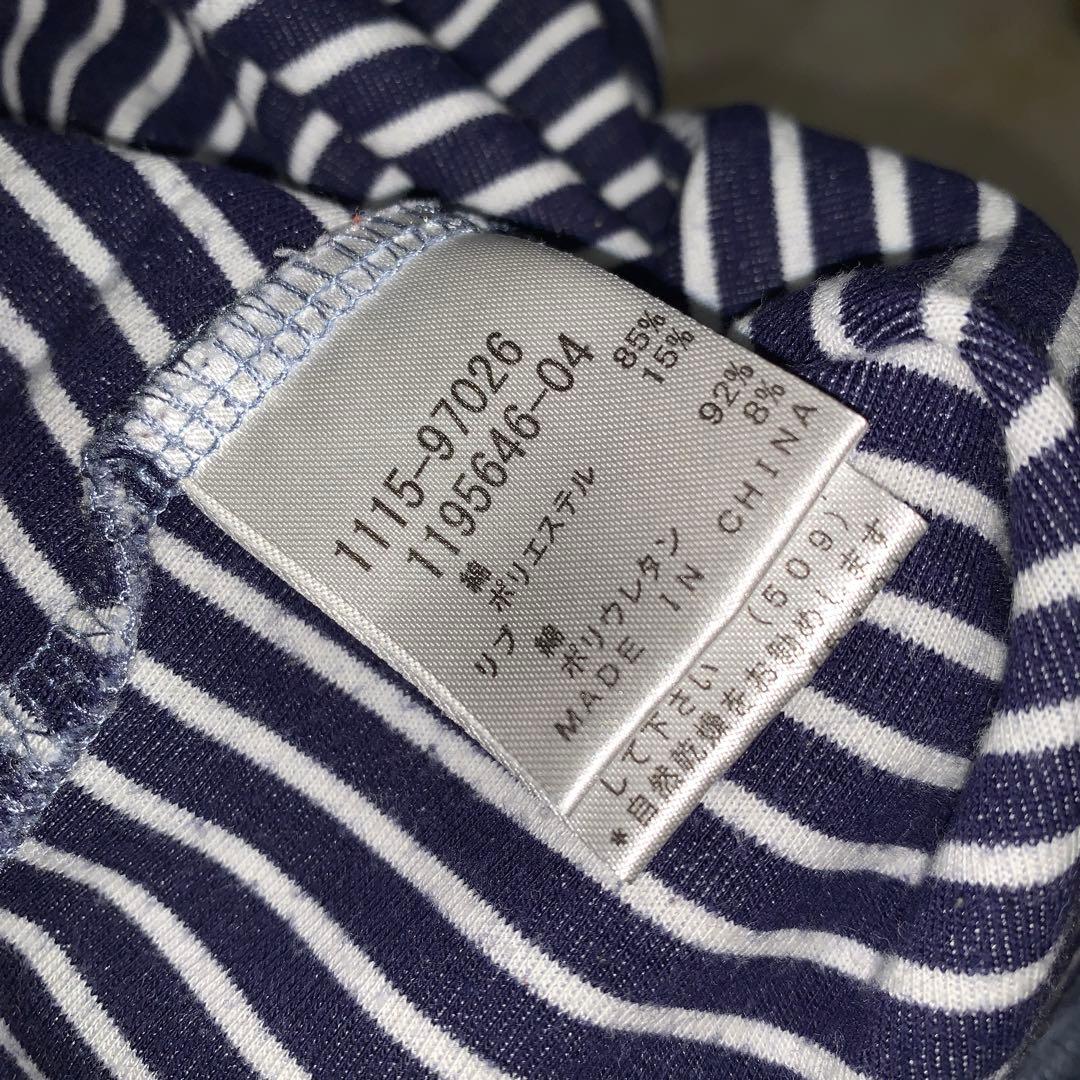 1115-97026
1195646-04
綿 85%
ポリエステル 15%
リブ
綿 92%
ポリウレタン 8%
MADE IN CHINA
(509)
して下さい
*自然乾燥をお勧めします